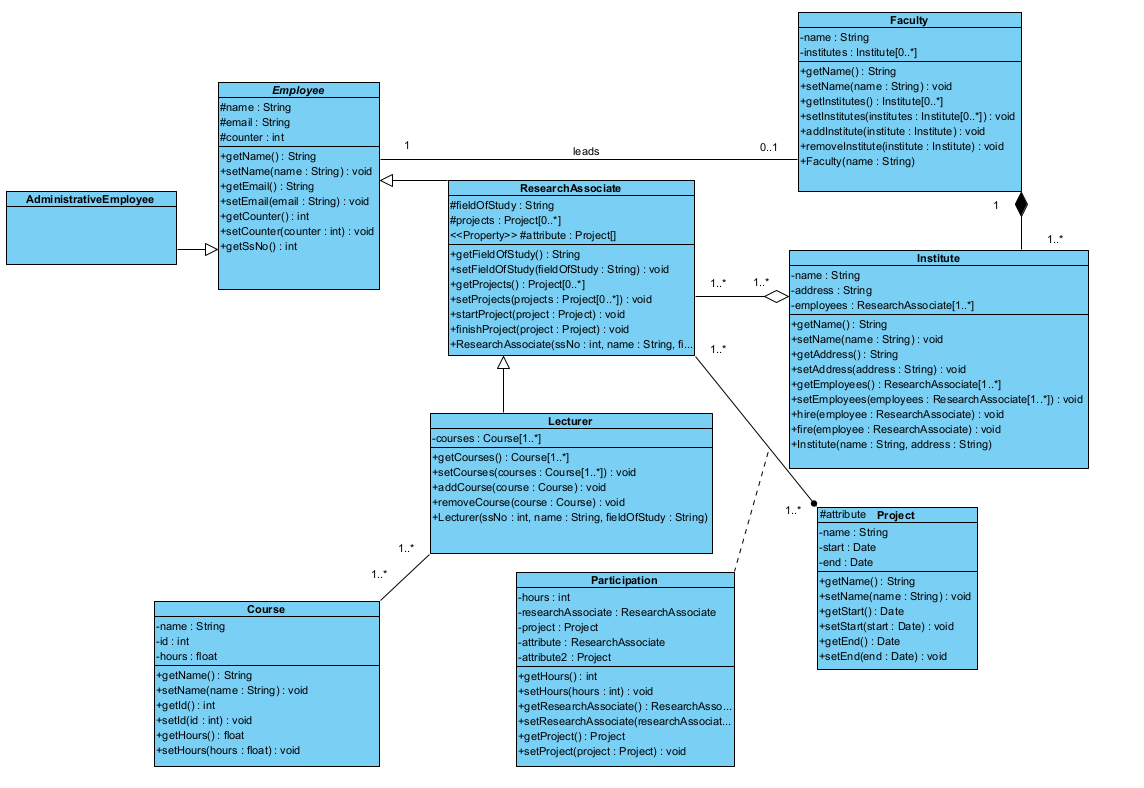 Faculty
-name : String
-institutes : Institute[0..*]
+getName() : String
+setName(name : String) : void
+getInstitutes() : Institute[0..*]
+setInstitutes(institutes : Institute[0..*]) : void
+addInstitute(institute : Institute) : void
+removeInstitute(institute : Institute) : void
+Faculty(name : String)
Employee
#name : String
#email : String
#counter : int
+getName() : String
+setName(name : String) : void
+getEmail() : String
+setEmail(email : String) : void
+getCounter() : int
+setCounter(counter : int) : void
+getSsNo() : int
1
leads
0..1
AdministrativeEmployee
ResearchAssociate
#fieldOfStudy : String
#projects : Project[0..*]
<<Property>> #attribute : Project[]
+getFieldOfStudy() : String
+setFieldOfStudy(fieldOfStudy : String) : void
+getProjects() : Project[0..*]
+setProjects(projects : Project[0..*]) : void
+startProject(project : Project) : void
+finishProject(project : Project) : void
+ResearchAssociate(ssNo : int, name : String, fi...
1
1..*
Institute
-name : String
-address : String
-employees : ResearchAssociate[1..*]
+getName() : String
+setName(name : String) : void
+getAddress() : String
+setAddress(address : String) : void
+getEmployees() : ResearchAssociate[1..*]
+setEmployees(employees : ResearchAssociate[1..*]) : void
+hire(employee : ResearchAssociate) : void
+fire(employee : ResearchAssociate) : void
+Institute(name : String, address : String)
1..*
1..*
1..*
Lecturer
-courses : Course[1..*]
+getCourses() : Course[1..*]
+setCourses(courses : Course[1..*]) : void
+addCourse(course : Course) : void
+removeCourse(course : Course) : void
+Lecturer(ssNo : int, name : String, fieldOfStudy : String)
1..*
1..*
1..*
#attribute
Project
-name : String
-start : Date
-end : Date
+getName() : String
+setName(name : String) : void
+getStart() : Date
+setStart(start : Date) : void
+getEnd() : Date
+setEnd(end : Date) : void
Participation
-hours : int
-researchAssociate : ResearchAssociate
-project : Project
-attribute : ResearchAssociate
-attribute2 : Project
+getHours() : int
+setHours(hours : int) : void
+getResearchAssociate() : ResearchAsso...
+setResearchAssociate(researchAssociat...
+getProject() : Project
+setProject(project : Project) : void
Course
-name : String
-id : int
-hours : float
+getName() : String
+setName(name : String) : void
+getId() : int
+setId(id : int) : void
+getHours() : float
+setHours(hours : float) : void